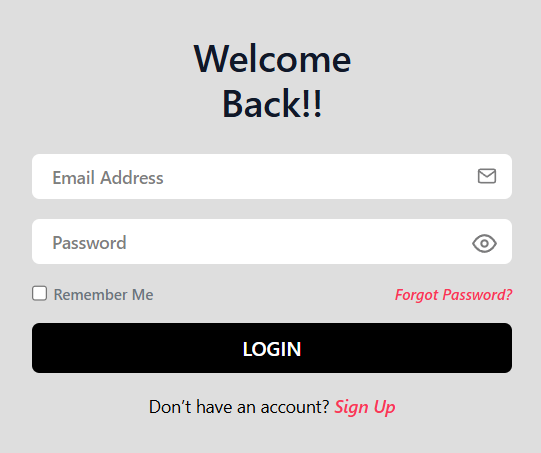 Welcome
Back!!
Email Address
Password
Remember Me
Forgot Password?
LOGIN
Don't have an account? Sign Up